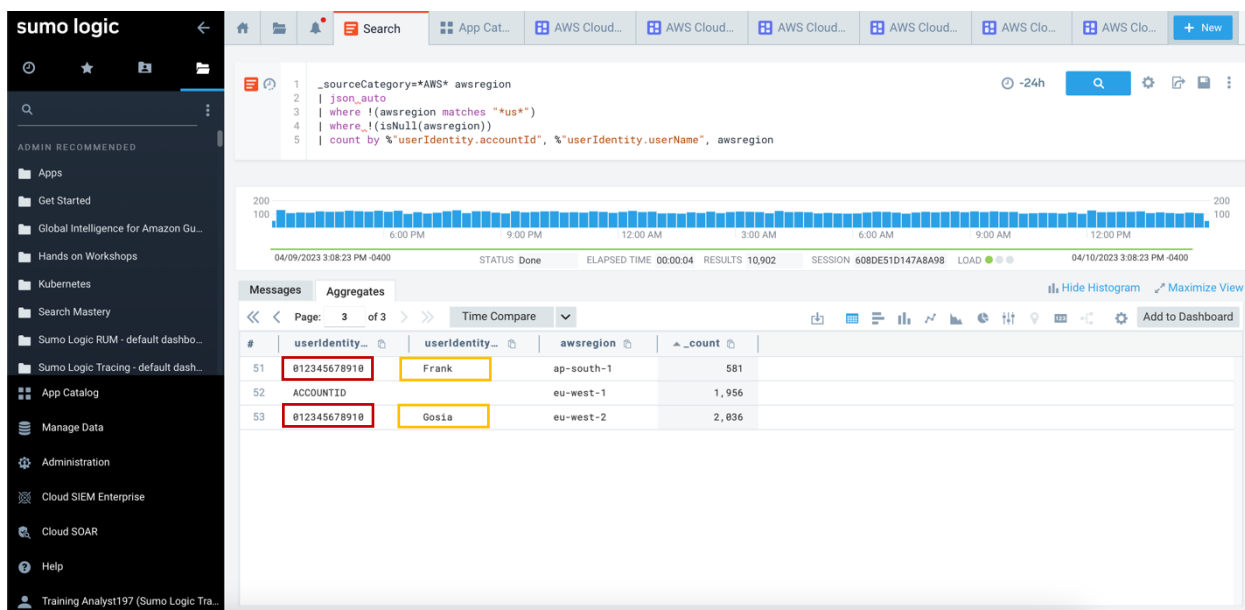 sumo logic
Search
App Cat...
AWS Cloud...
AWS Cloud...
AWS Cloud...
AWS Cloud...
AWS Clo...
AWS Clo...
+ New
ADMIN RECOMMENDED
Apps
Get Started
Global Intelligence for Amazon Gu...
Hands on Workshops
Kubernetes
Search Mastery
Sumo Logic RUM - default dashbo...
Sumo Logic Tracing - default dash...
App Catalog
Manage Data
Administration
Cloud SIEM Enterprise
Cloud SOAR
Help
Training Analyst197 (Sumo Logic Tra...
1 _sourceCategory=*AWS* awsregion
2 | json auto
3 | where !(awsregion matches "*us*")
4 | where !(isNull(awsregion))
5 | count by %"userIdentity.accountId", %"userIdentity.userName", awsregion
-24h
200 200
100 100
6:00 PM 9:00 PM 12:00 AM 3:00 AM 6:00 AM 9:00 AM 12:00 PM
04/09/2023 3:08:23 PM -0400 STATUS Done ELAPSED TIME 00:00:04 RESULTS 10,902 SESSION 608DE51D147A8A98 LOAD 04/10/2023 3:08:23 PM -0400
Messages Aggregates Hide Histogram Maximize View
Page: 3 of 3 Time Compare Add to Dashboard
# userIdentity... userIdentity... awsregion _count
51 012345678910 Frank ap-south-1 581
52 ACCOUNTID eu-west-1 1,956
53 012345678910 Gosia eu-west-2 2,036